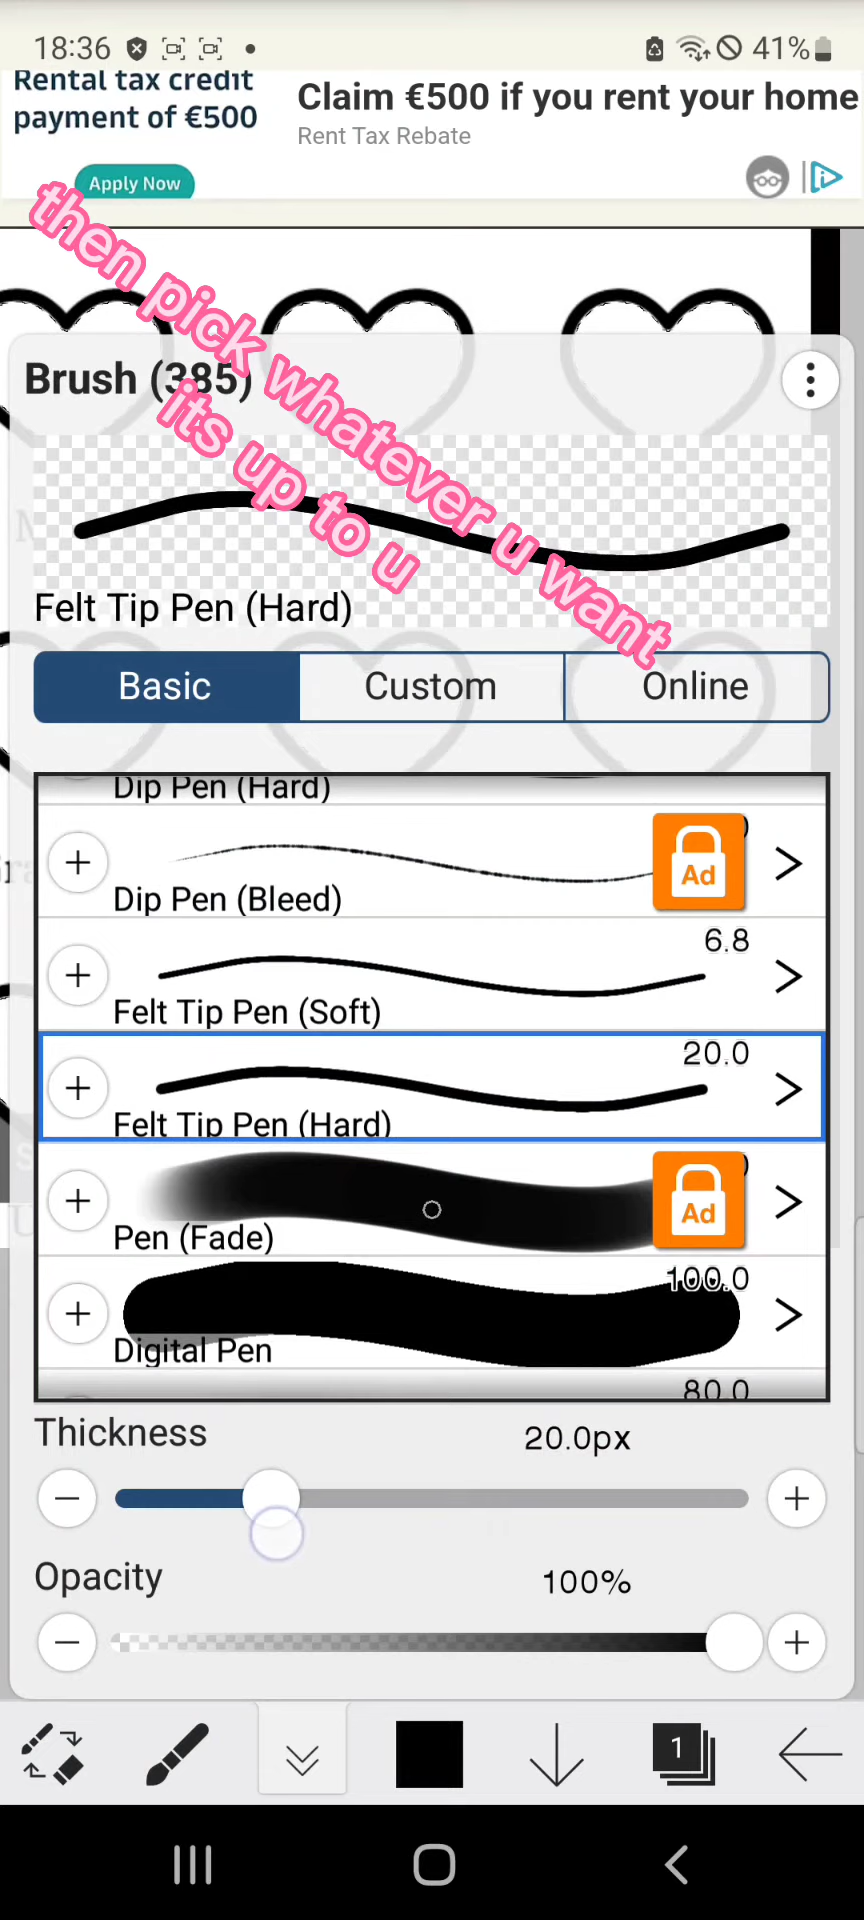 18:36
41%
Rental tax credit
payment of €500
Claim €500 if you rent your home
Rent Tax Rebate
Apply Now
then pick whatever u want
its up to u
Brush (385)
Felt Tip Pen (Hard)
Basic
Custom
Online
Dip Pen (Hard)
Ad
Dip Pen (Bleed)
6.8
Felt Tip Pen (Soft)
20.0
Felt Tip Pen (Hard)
Ad
Pen (Fade)
100.0
Digital Pen
80.0
Thickness
20.0px
Opacity
100%
1